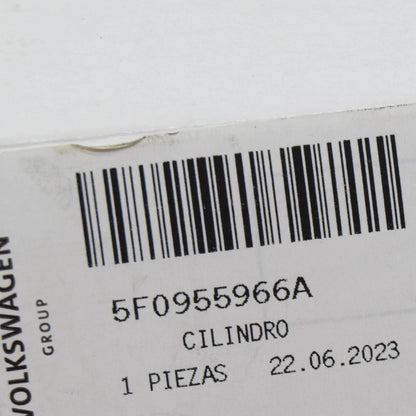 VOLKSWAGEN
GROUP
5F0955966A
CILINDRO
1 PIEZAS 22.06.2023